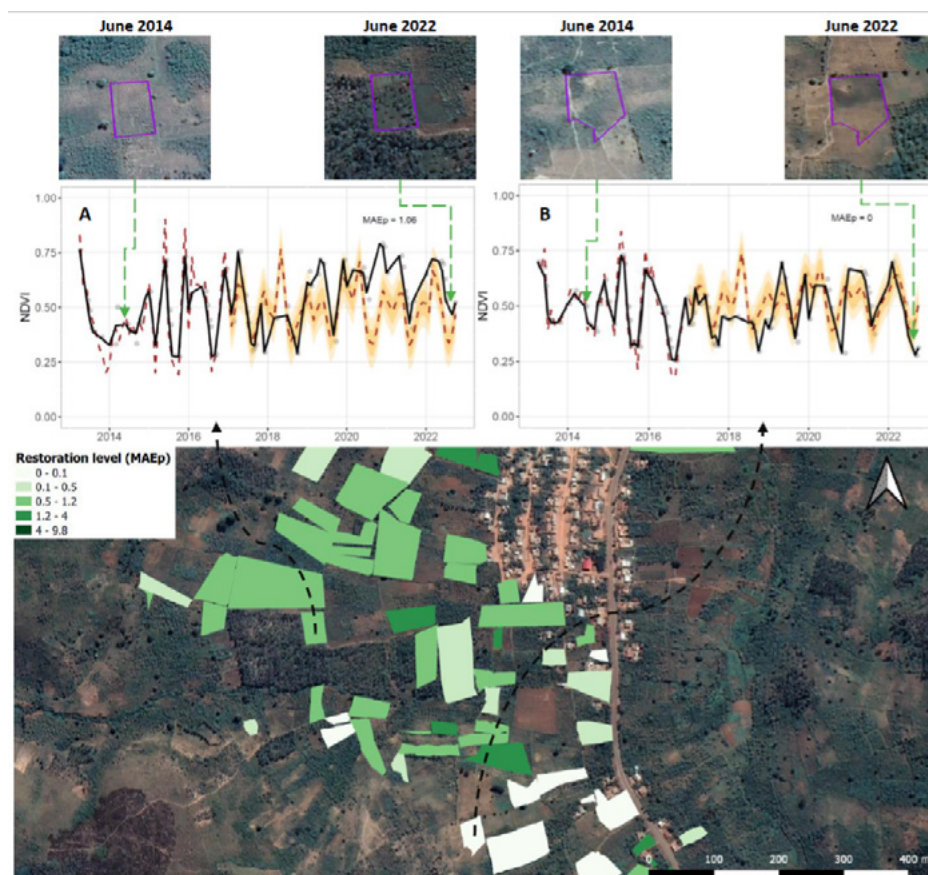 June 2014
June 2022
June 2014
June 2022
A
MAEp = 1.06
B
MAEp = 0
1.00
0.75
0.50
0.25
0.00
NDVI
1.00
0.75
0.50
0.25
0.00
NDVI
2014 2016 2018 2020 2022
2014 2016 2018 2020 2022
Restoration level (MAEp)
0 - 0.1
0.1 - 0.5
0.5 - 1.2
1.2 - 4
4 - 9.8
0 100 200 300 400 m